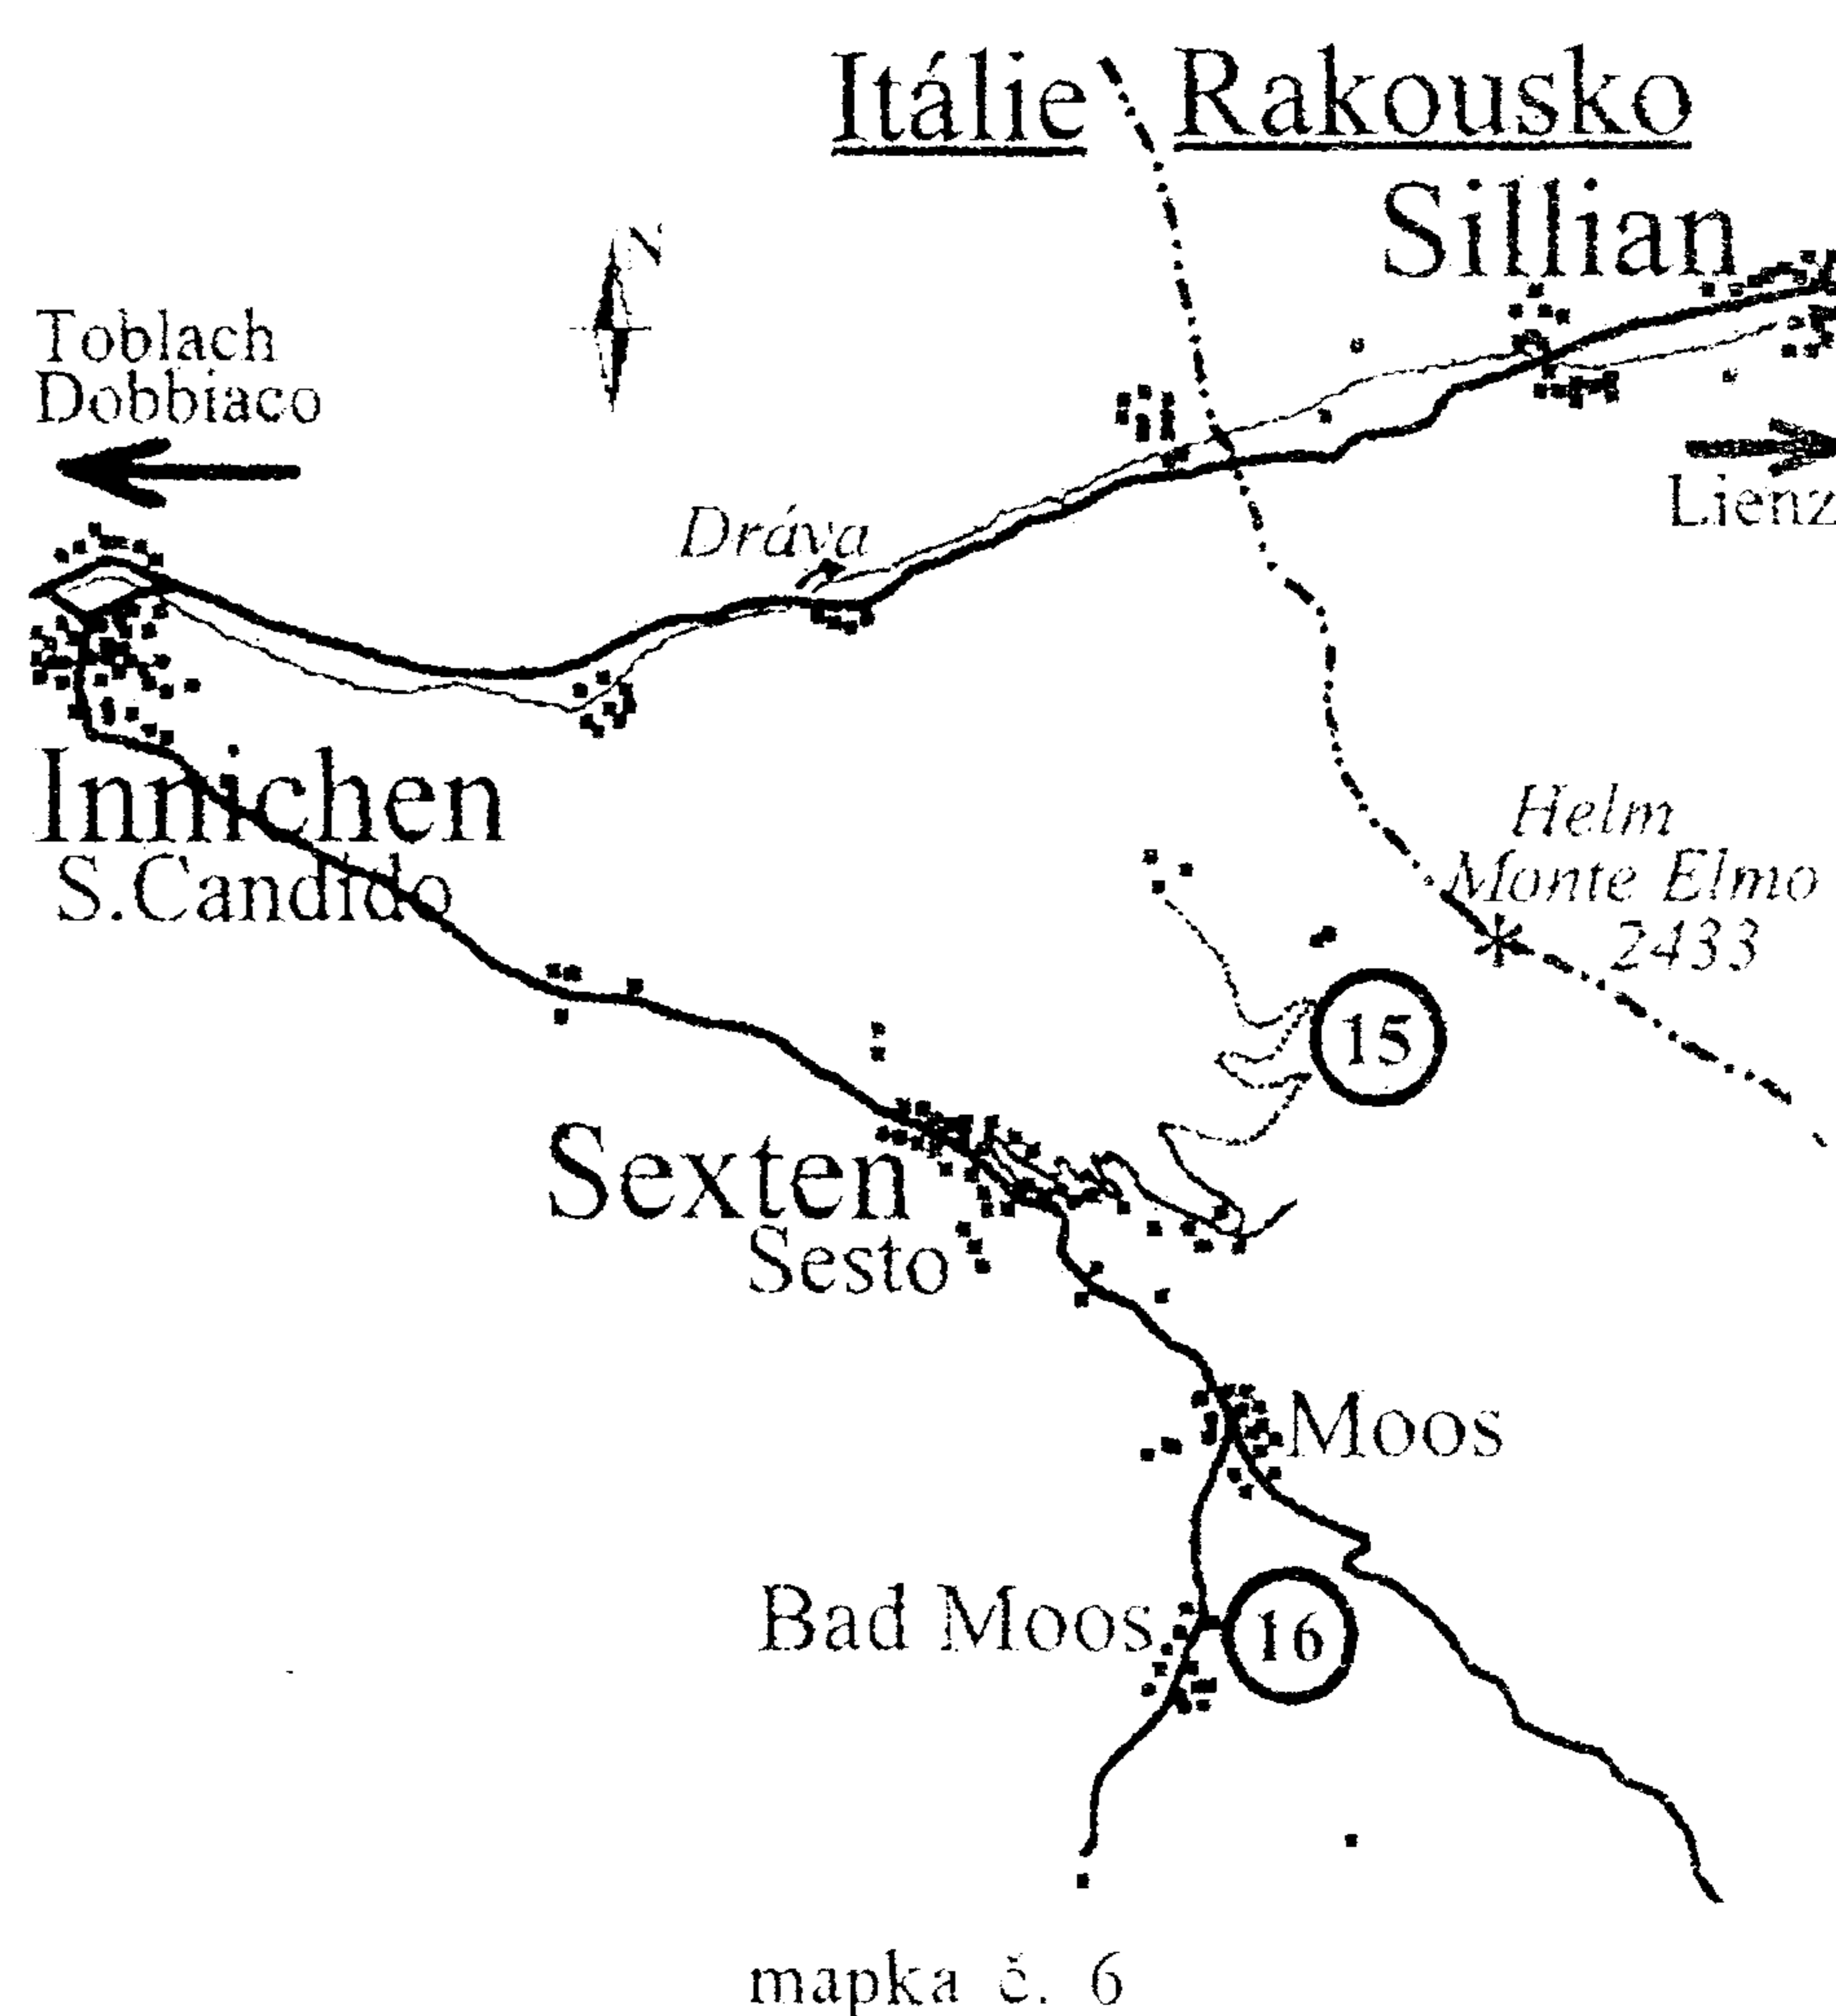 Itálie Rakousko
Sillian
N
Toblach
Dobbiaco
Lienz
Dráva
Innichen
S.Candido
Helm
Monte Elmo
2433
15
Sexten
Sesto
Moos
Bad Moos
16
mapka č. 6